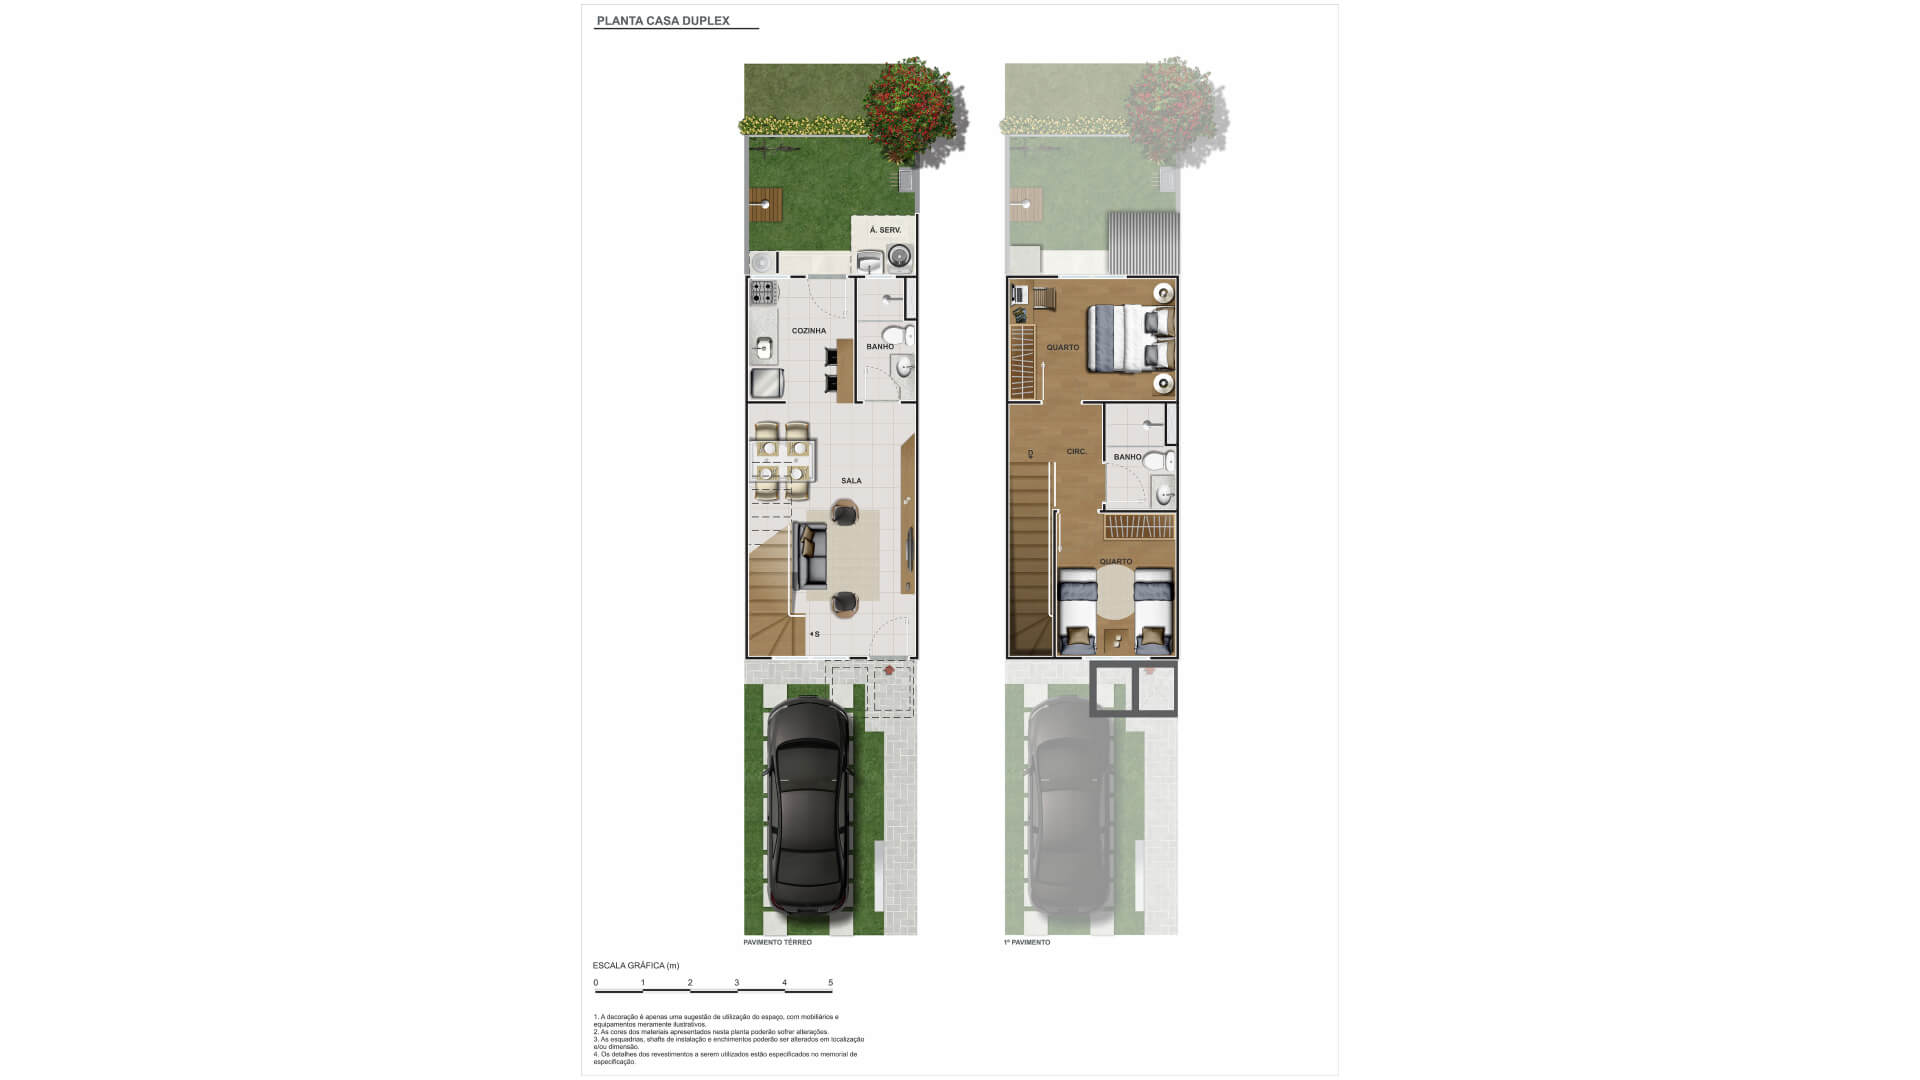 PLANTA CASA DUPLEX
Á. SERV.
COZINHA
BANHO
SALA
S
QUARTO
CIRC.
D
BANHO
QUARTO
PAVIMENTO TÉRREO
1º PAVIMENTO
ESCALA GRÁFICA (m)
0 1 2 3 4 5
1. A dacoração é apenas uma sugestão de utilização do espaço, com mobiliários e
equipamentos meramente ilustrativos.
2. As cores dos materiais apresentados nesta planta poderão sofrer alterações.
3. As esquadrias, shafts de instalação e enchimentos poderão ser alterados em localização
e/ou dimensão.
4. Os detalhes dos revestimentos a serem utilizados estão especificados no memorial de
especificação.